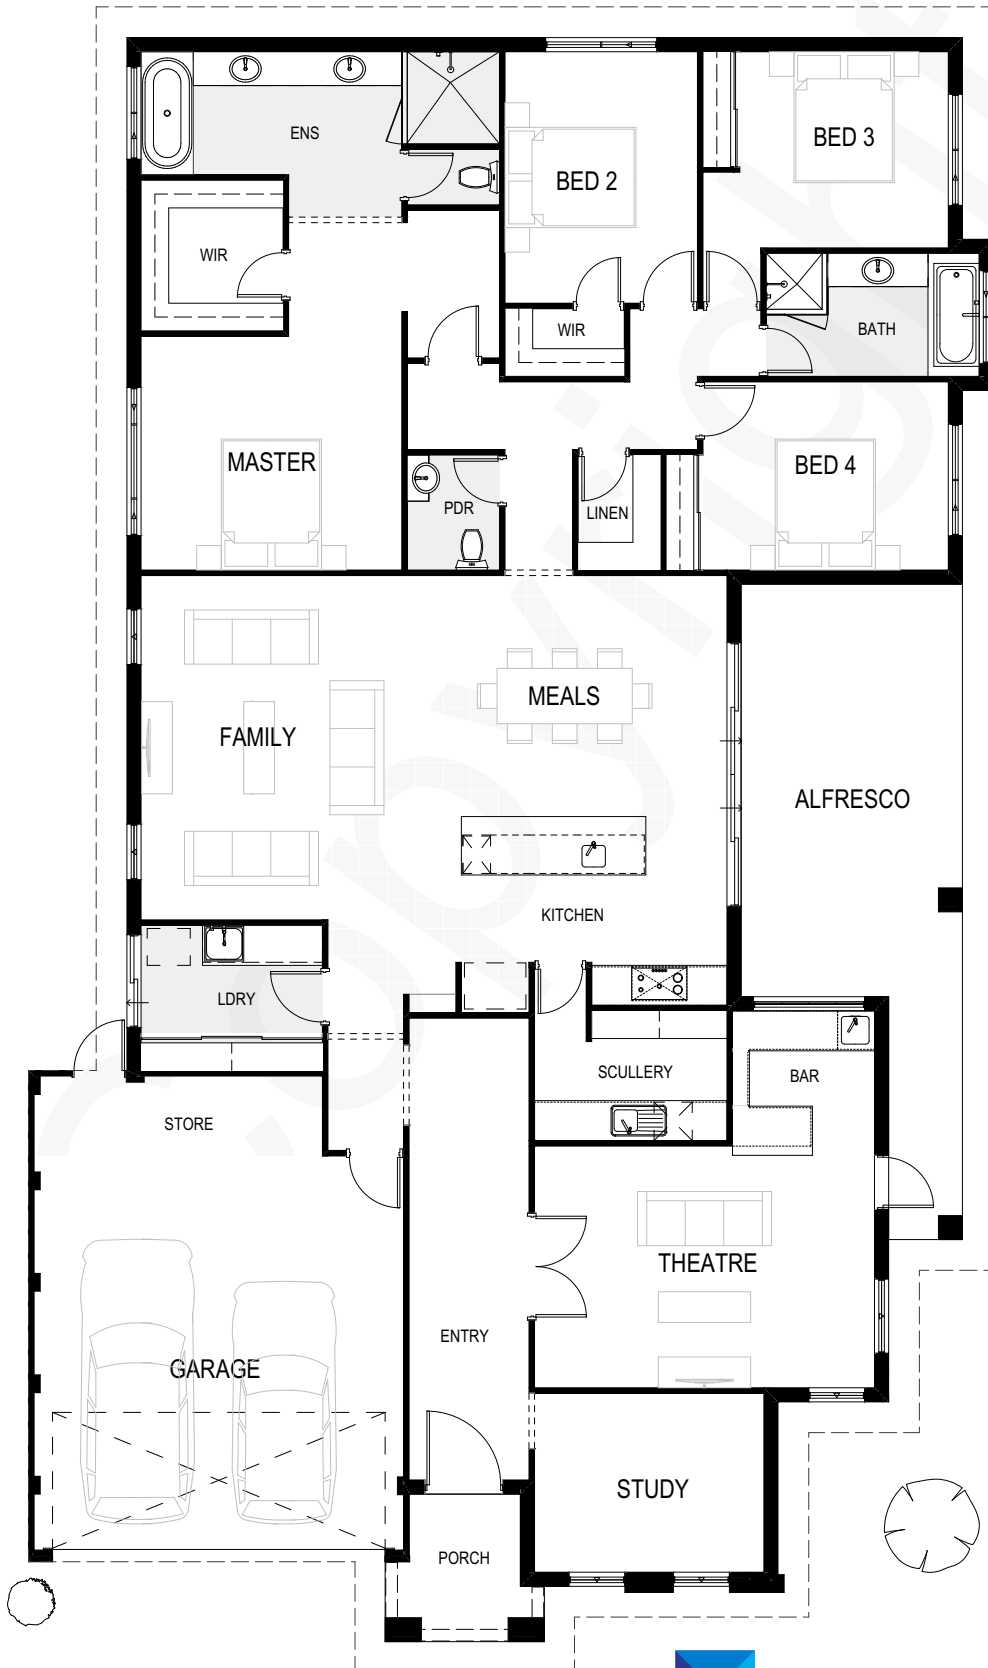 ENS
BED 2
BED 3
WIR
WIR
BATH
MASTER
PDR
LINEN
BED 4
FAMILY
MEALS
ALFRESCO
KITCHEN
LDRY
SCULLERY
BAR
STORE
THEATRE
ENTRY
GARAGE
STUDY
PORCH
Copyright